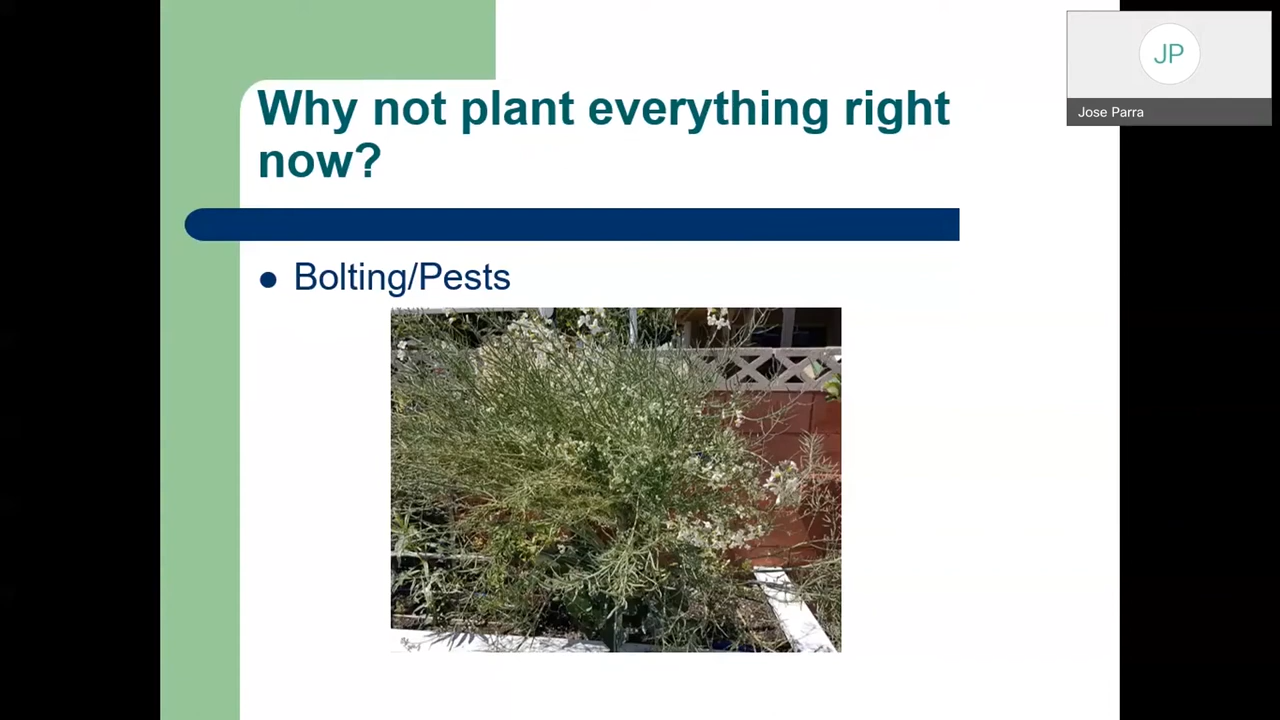 Why not plant everything right
now?
Bolting/Pests
JP
Jose Parra